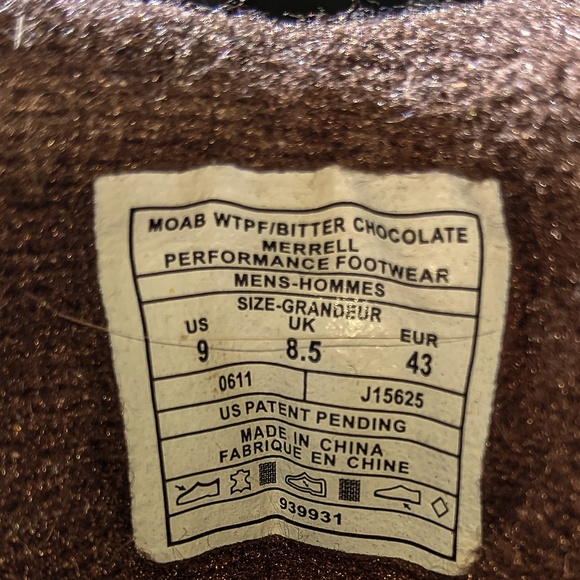 MOAB WTPF/BITTER CHOCOLATE
MERRELL
PERFORMANCE FOOTWEAR
MENS-HOMMES
SIZE-GRANDEUR
US UK EUR
9 8.5 43
0611 J15625
US PATENT PENDING
MADE IN CHINA
FABRIQUE EN CHINE
939931